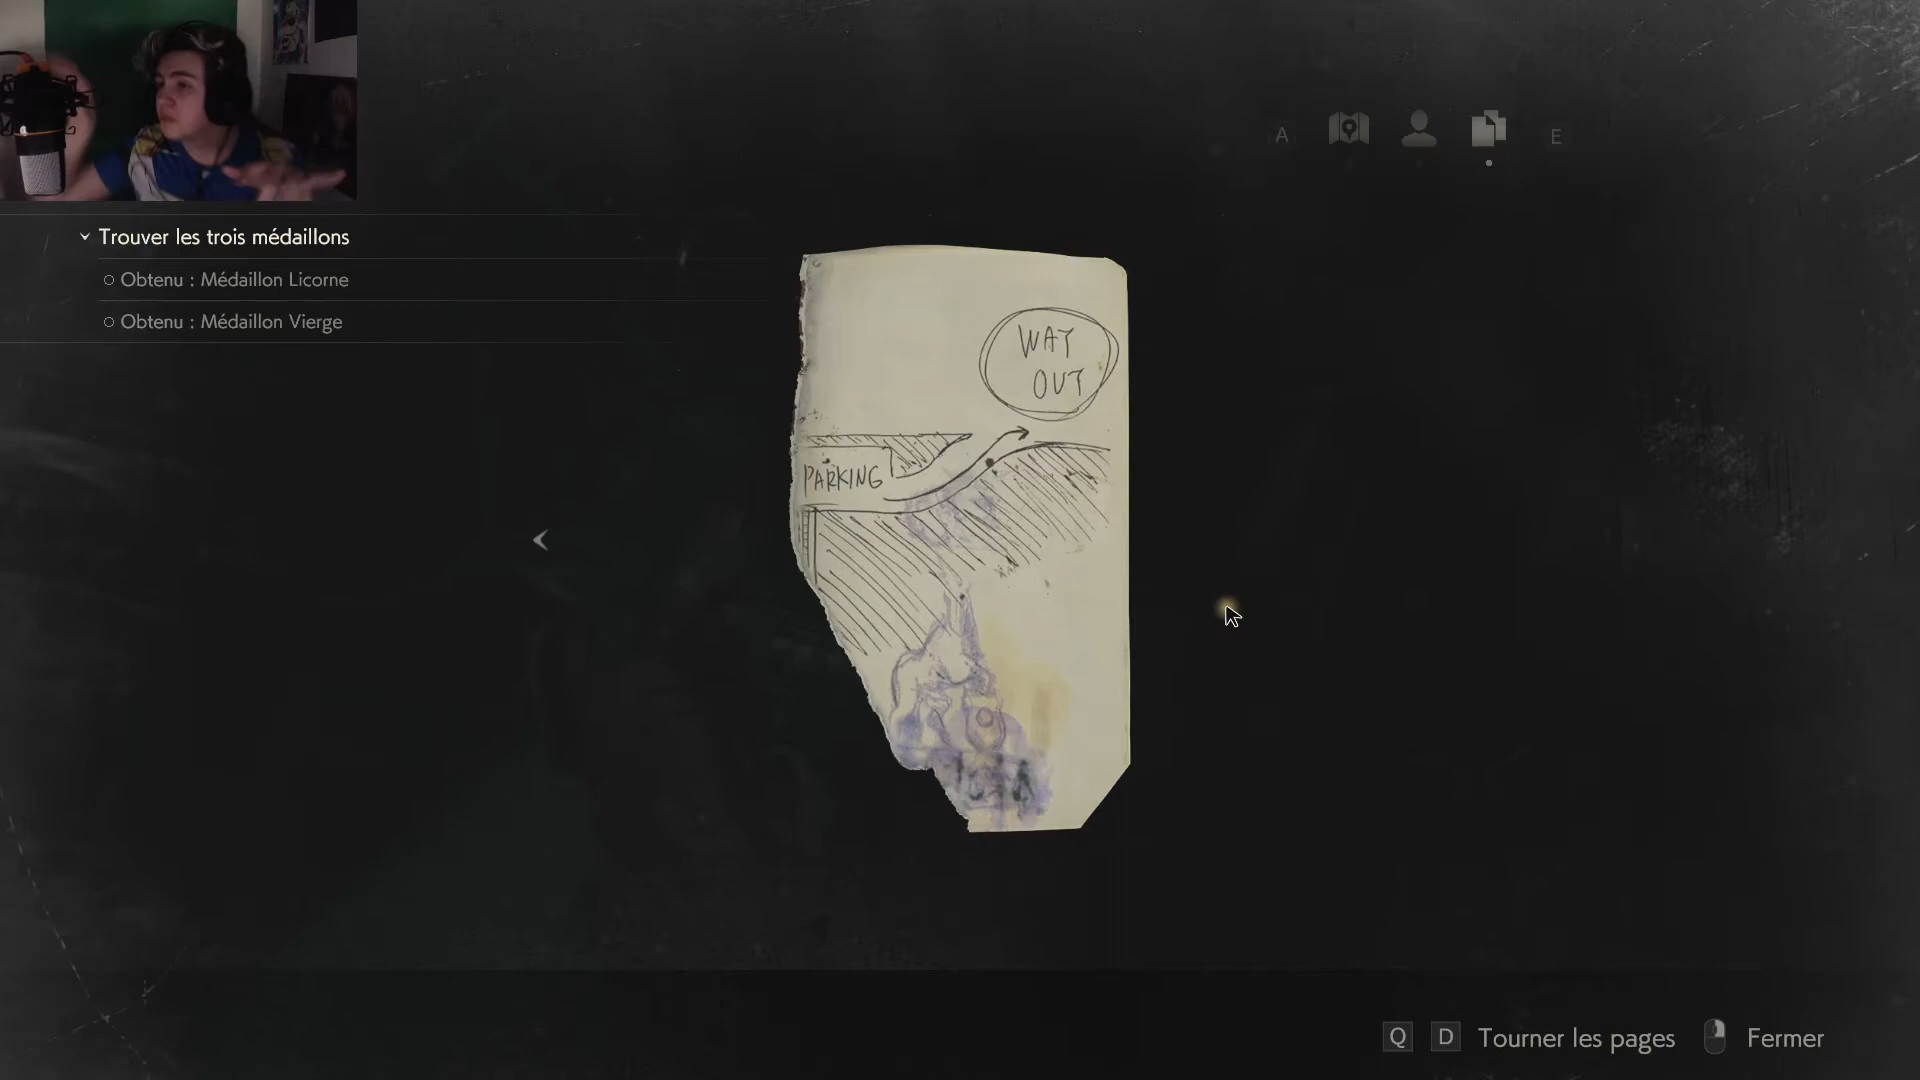 A
E
Trouver les trois médaillons
Obtenu : Médaillon Licorne
Obtenu : Médaillon Vierge
WAY
OUT
PARKING
Q D Tourner les pages Fermer